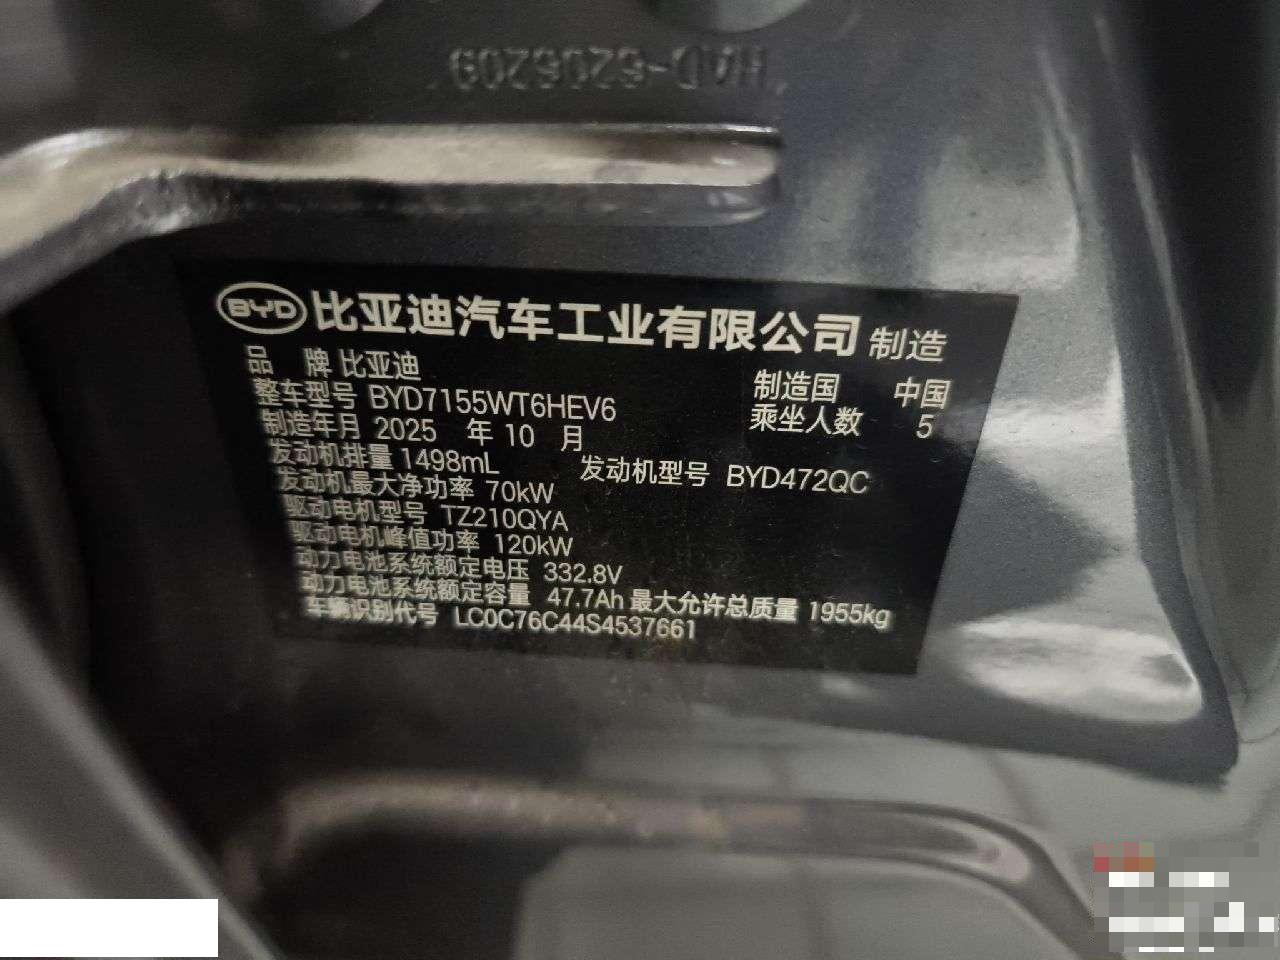 HAD-6206209
BYD 比亚迪汽车工业有限公司 制造
品 牌 比亚迪 制造国 中国
整车型号 BYD7155WT6HEV6 乘坐人数 5
制造年月 2025 年 10 月
发动机排量 1498mL 发动机型号 BYD472QC
发动机最大净功率 70kW
驱动电机型号 TZ210QYA
驱动电机峰值功率 120kW
动力电池系统额定电压 332.8V
动力电池系统额定容量 47.7Ah 最大允许总质量 1955kg
车辆识别代号 LC0C76C44S4537661